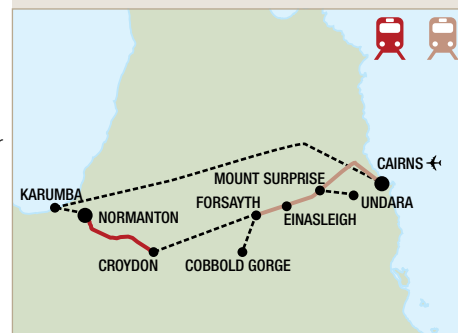 CAIRNS
MOUNT SURPRISE
KARUMBA
FORSAYTH
UNDARA
NORMANTON
EINASLEIGH
CROYDON
COBBOLD GORGE